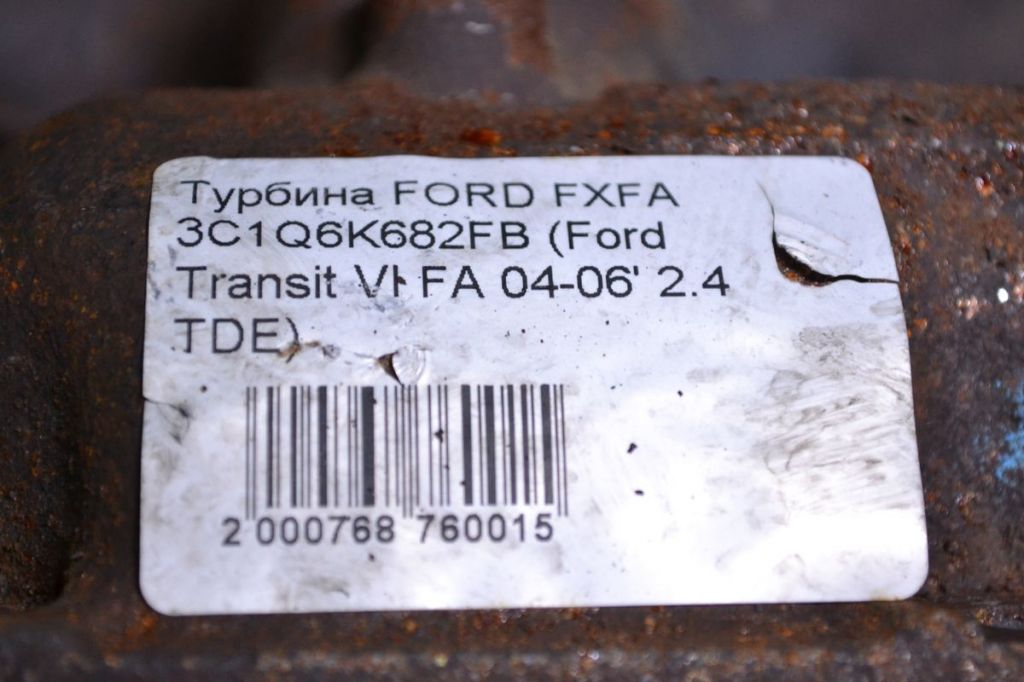 Турбина FORD FXFA
3C1Q6K682FB (Ford
Transit VI FA 04-06' 2.4
TDE)
2 000768 760015